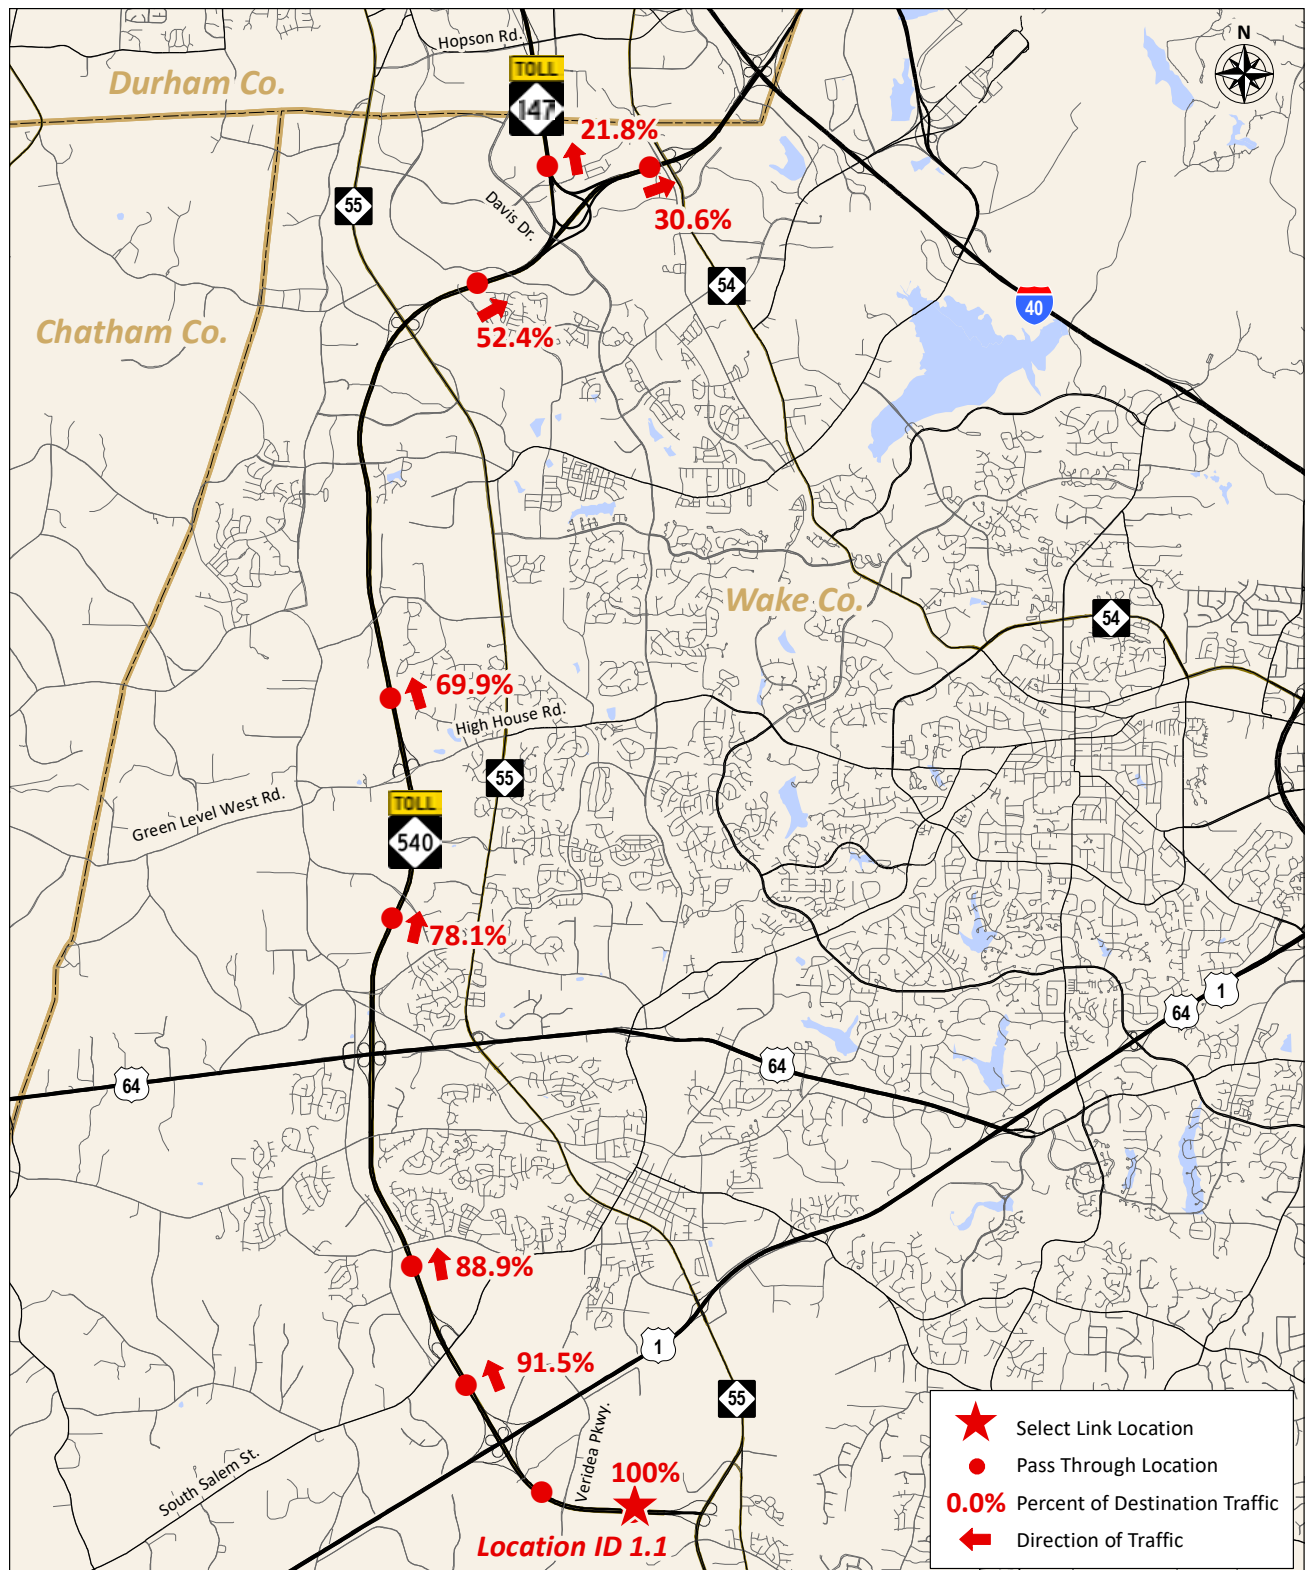 Hopson Rd.
N
TOLL
Durham Co.
147
21.8%
55
Davis Dr.
30.6%
54
40
Chatham Co.
52.4%
Wake Co.
54
69.9%
High House Rd.
55
TOLL
Green Level West Rd.
540
78.1%
1
64
64
64
88.9%
1
91.5%
55
Select Link Location
South Salem St.
Veridea Pkwy.
100%
Pass Through Location
0.0% Percent of Destination Traffic
Location ID 1.1
Direction of Traffic